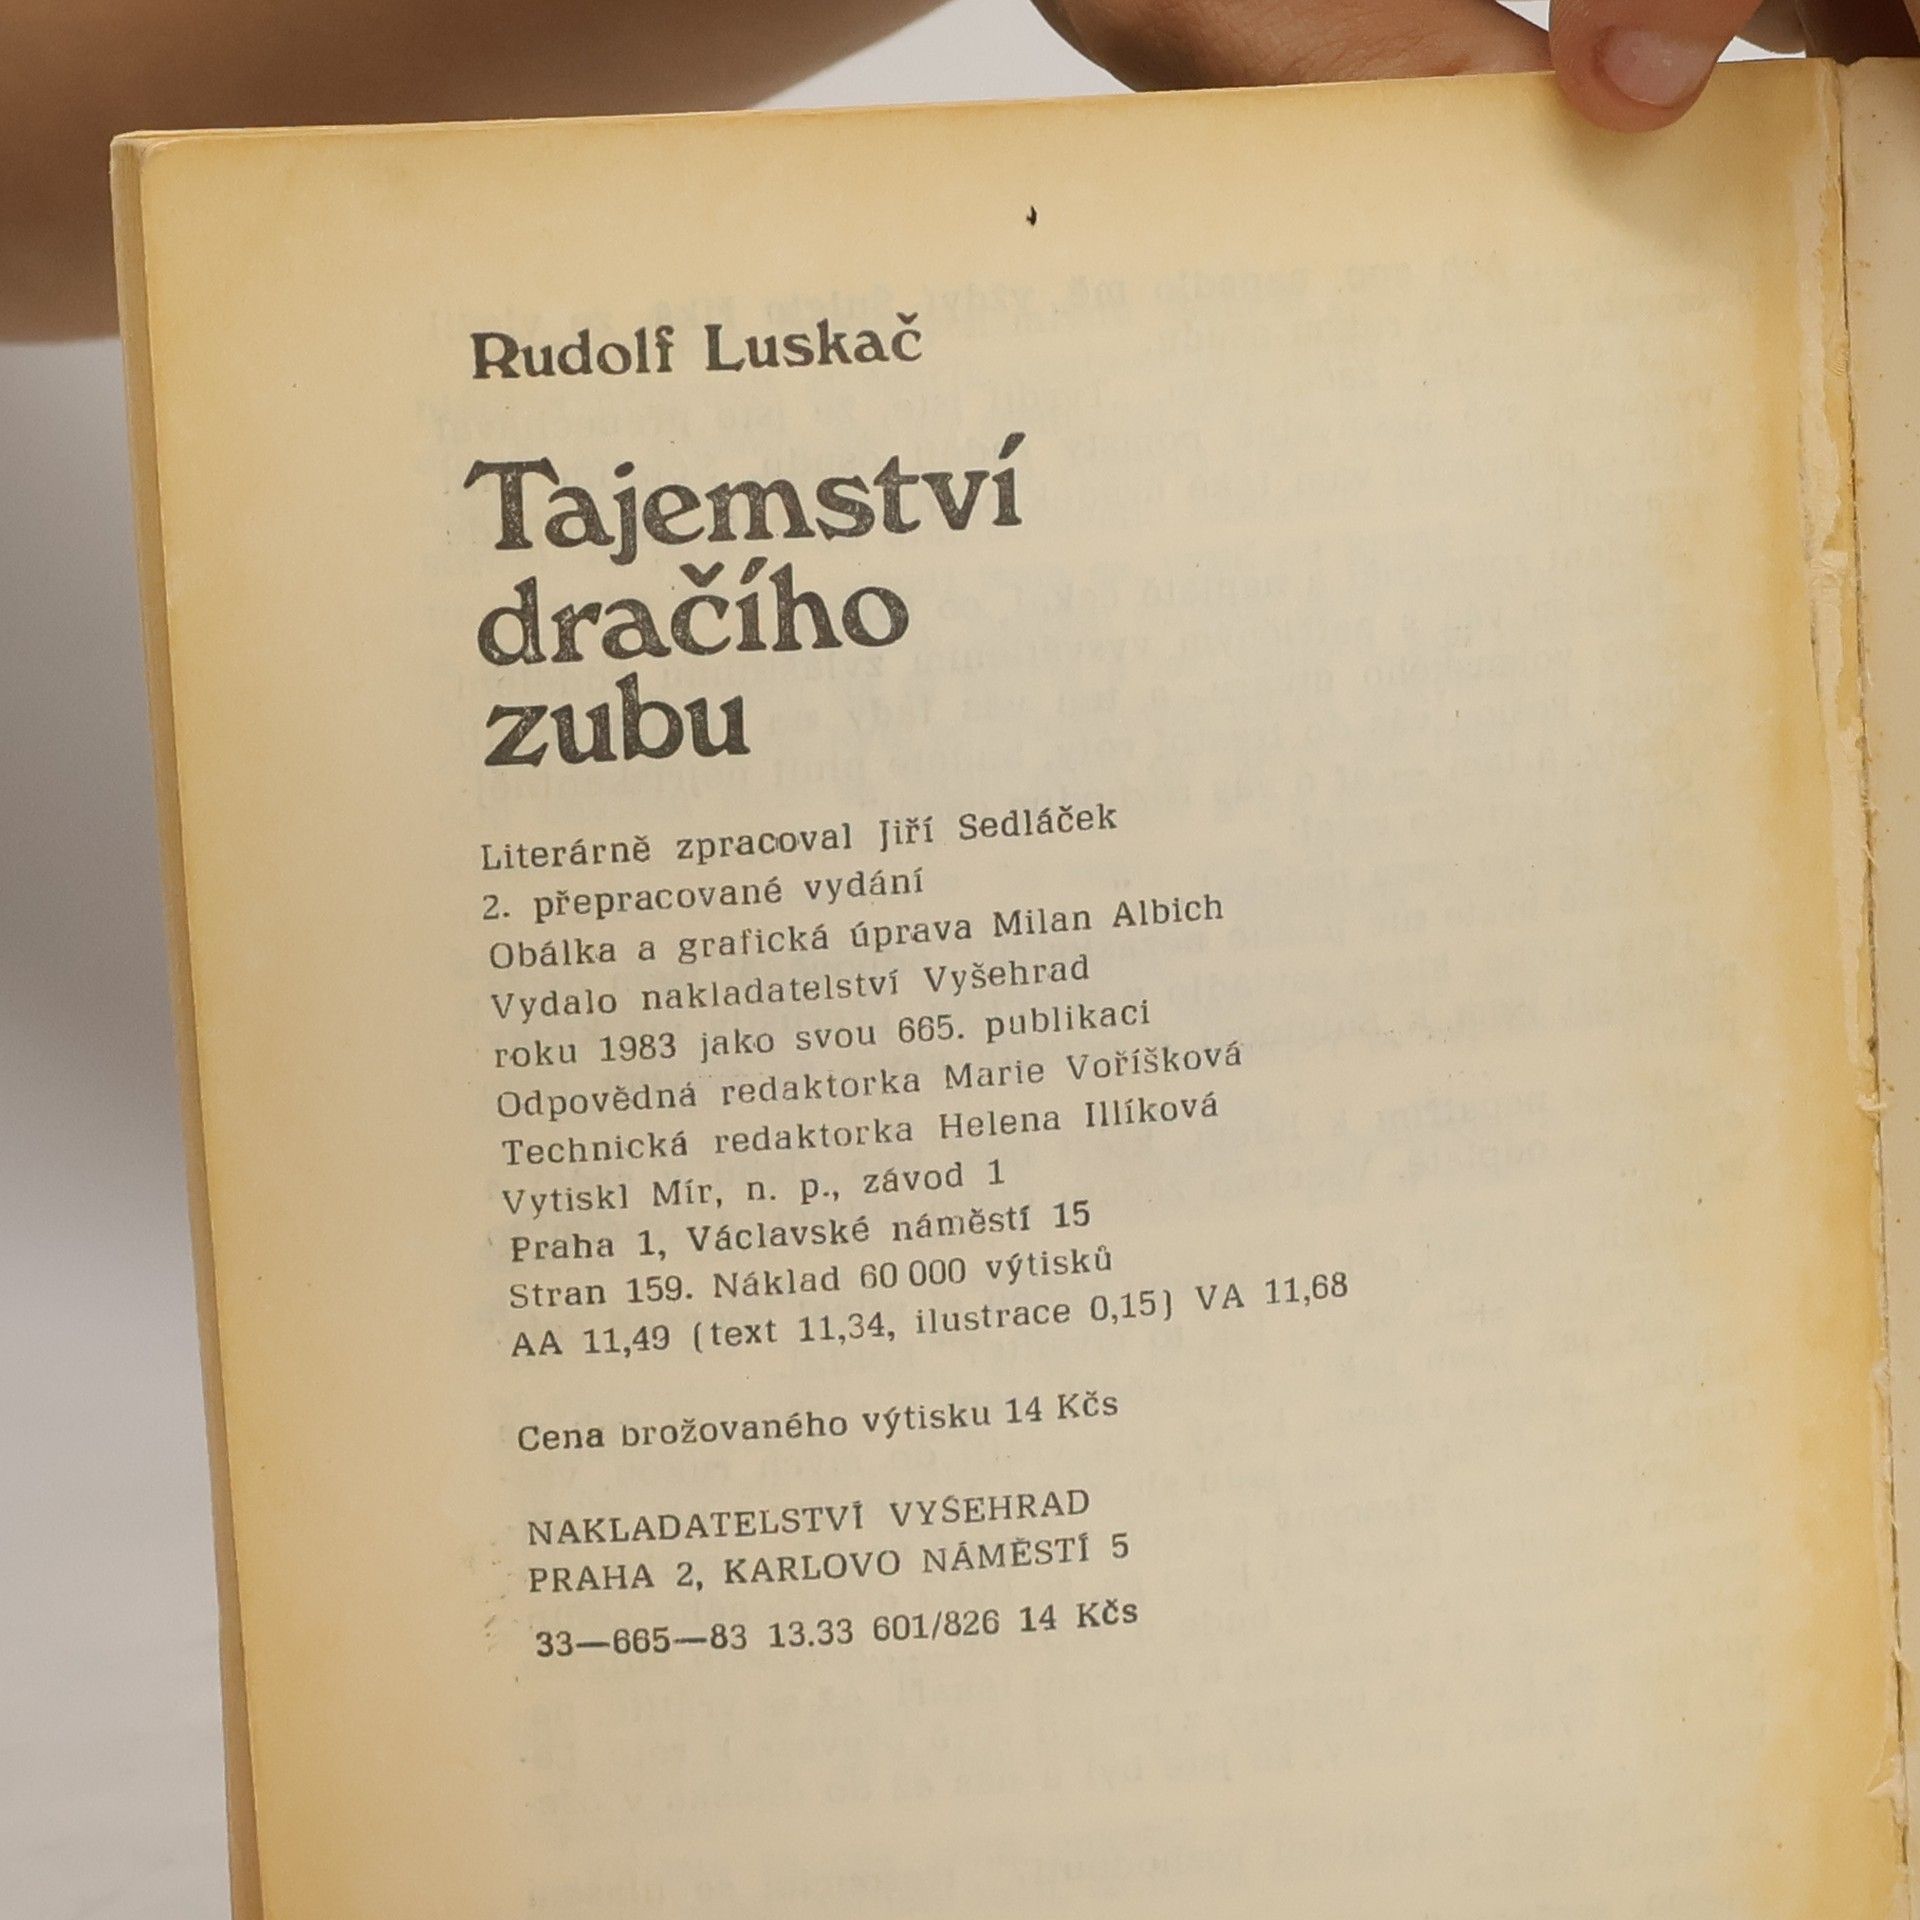 Rudolf Luskač
Tajemství
dračího
zubu
Literárně zpracoval Jiří Sedláček
2. přepracované vydání
Obálka a grafická úprava Milan Albich
Vydalo nakladatelství Vyšehrad
roku 1983 jako svou 665. publikaci
Odpovědná redaktorka Marie Voříšková
Technická redaktorka Helena Illíková
Vytiskl Mír, n. p., závod 1
Praha 1, Václavské náměstí 15
Stran 159. Náklad 60 000 výtisků
AA 11,49 (text 11,34, ilustrace 0,15) VA 11,68
Cena brožovaného výtisku 14 Kčs
NAKLADATELSTVÍ VYŠEHRAD
PRAHA 2, KARLOVO NÁMĚSTÍ 5
33—665—83 13.33 601/826 14 Kčs